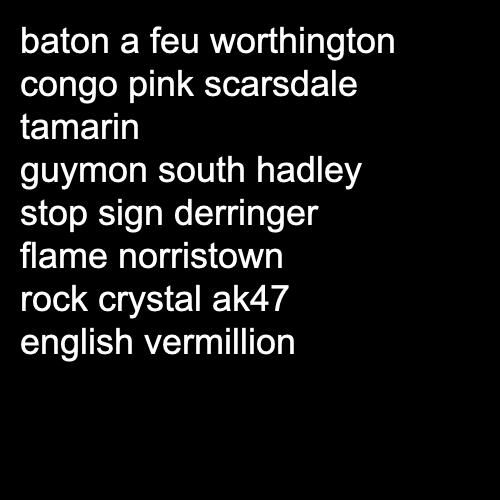 baton a feu worthington
congo pink scarsdale
tamarin
guymon south hadley
stop sign derringer
flame norristown
rock crystal ak47
english vermillion